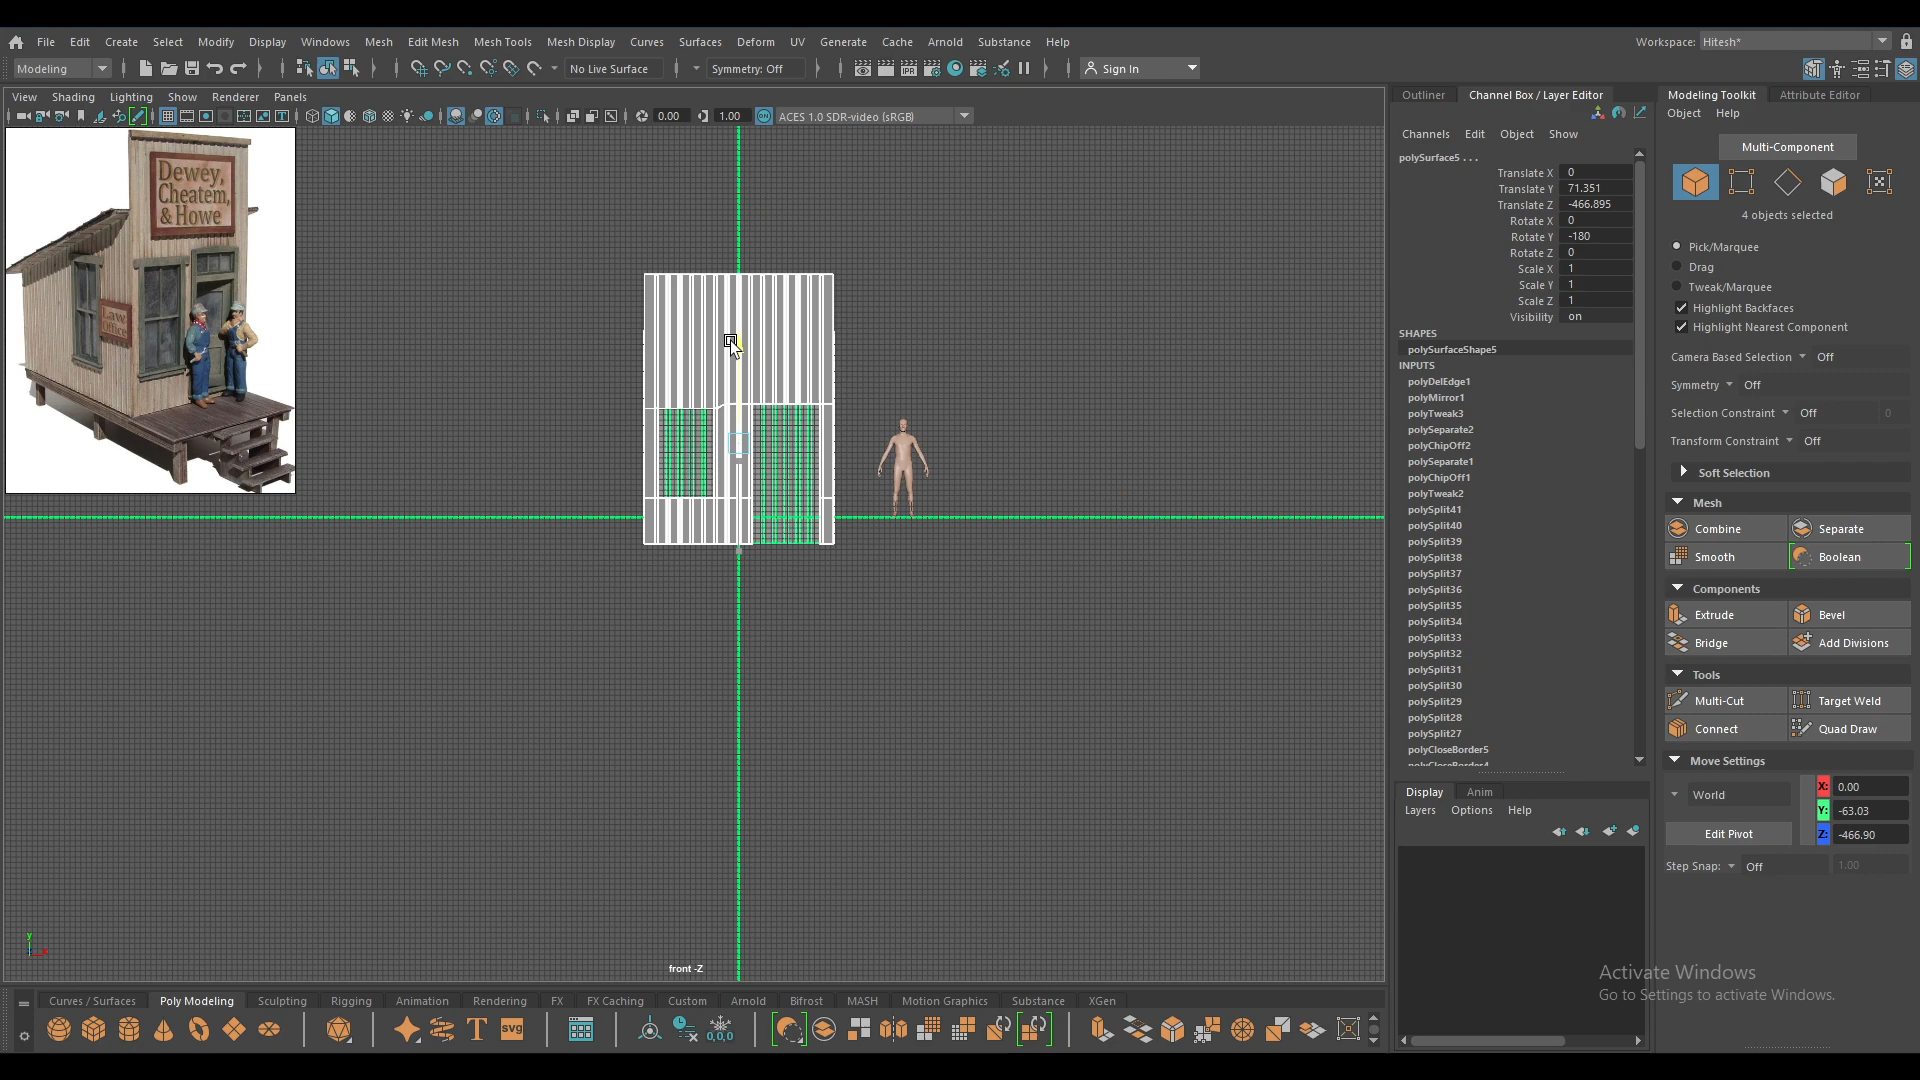 File Edit Create Select Modify Display Windows Mesh Edit Mesh Mesh Tools Mesh Display Curves Surfaces Deform UV Generate Cache Arnold Substance Help
Workspace: Hitesh*
Modeling
No Live Surface
Symmetry: Off
IPR
Sign In
View Shading Lighting Show Renderer Panels
0.00
1.00
ON
ACES 1.0 SDR-video (sRGB)
Dewey,
Cheatem,
& Howe
Law
Office
y
x
front -Z
Outliner
Channel Box / Layer Editor
Channels Edit Object Show
polySurface5 . . .
Translate X 0
Translate Y 71.351
Translate Z -466.895
Rotate X 0
Rotate Y -180
Rotate Z 0
Scale X 1
Scale Y 1
Scale Z 1
Visibility on
SHAPES
polySurfaceShape5
INPUTS
polyDelEdge1
polyMirror1
polyTweak3
polySeparate2
polyChipOff2
polySeparate1
polyChipOff1
polyTweak2
polySplit41
polySplit40
polySplit39
polySplit38
polySplit37
polySplit36
polySplit35
polySplit34
polySplit33
polySplit32
polySplit31
polySplit30
polySplit29
polySplit28
polySplit27
polyCloseBorder5
polyCloseBorder4
Display Anim
Layers Options Help
Modeling Toolkit
Attribute Editor
Object Help
Multi-Component
4 objects selected
Pick/Marquee
Drag
Tweak/Marquee
Highlight Backfaces
Highlight Nearest Component
Camera Based Selection Off
Symmetry Off
Selection Constraint Off 0
Transform Constraint Off
Soft Selection
Mesh
Combine Separate
Smooth Boolean
Components
Extrude Bevel
Bridge Add Divisions
Tools
Multi-Cut Target Weld
Connect Quad Draw
Move Settings
World
X: 0.00
Y: -63.03
Edit Pivot
Z: -466.90
Step Snap: Off 1.00
Activate Windows
Go to Settings to activate Windows.
Curves / Surfaces Poly Modeling Sculpting Rigging Animation Rendering FX FX Caching Custom Arnold Bifrost MASH Motion Graphics Substance XGen
T
svg
0,0,0